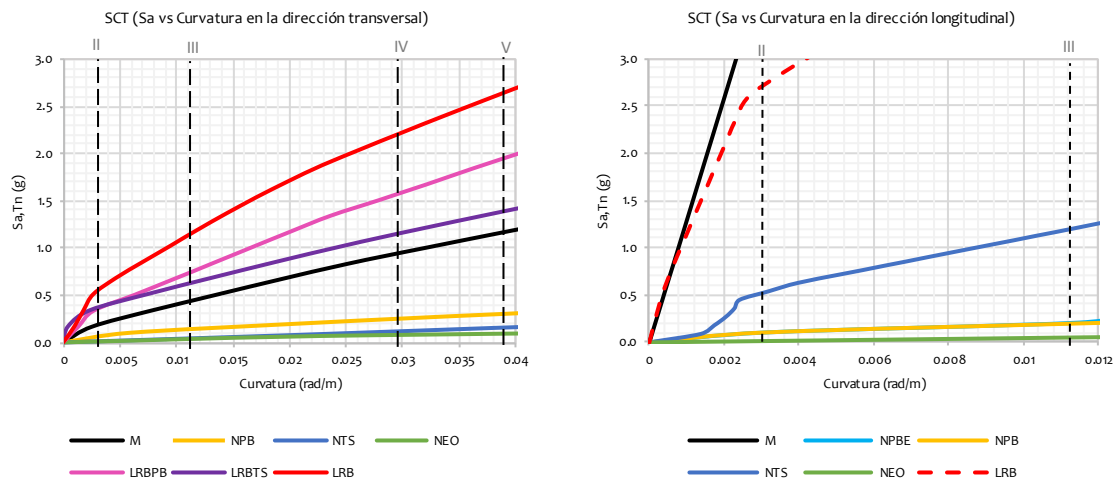 SCT (Sa vs Curvatura en la dirección transversal)
II III IV V
3.0
2.5
2.0
1.5
1.0
0.5
0.0
Sa,Tn (g)
0 0.005 0.01 0.015 0.02 0.025 0.03 0.035 0.04
Curvatura (rad/m)
M NPB NTS NEO
LRBPB LRBTS LRB
SCT (Sa vs Curvatura en la dirección longitudinal)
II III
3.0
2.5
2.0
1.5
1.0
0.5
0.0
Sa,Tn (g)
0 0.002 0.004 0.006 0.008 0.01 0.012
Curvatura (rad/m)
M NPBE NPB
NTS NEO LRB